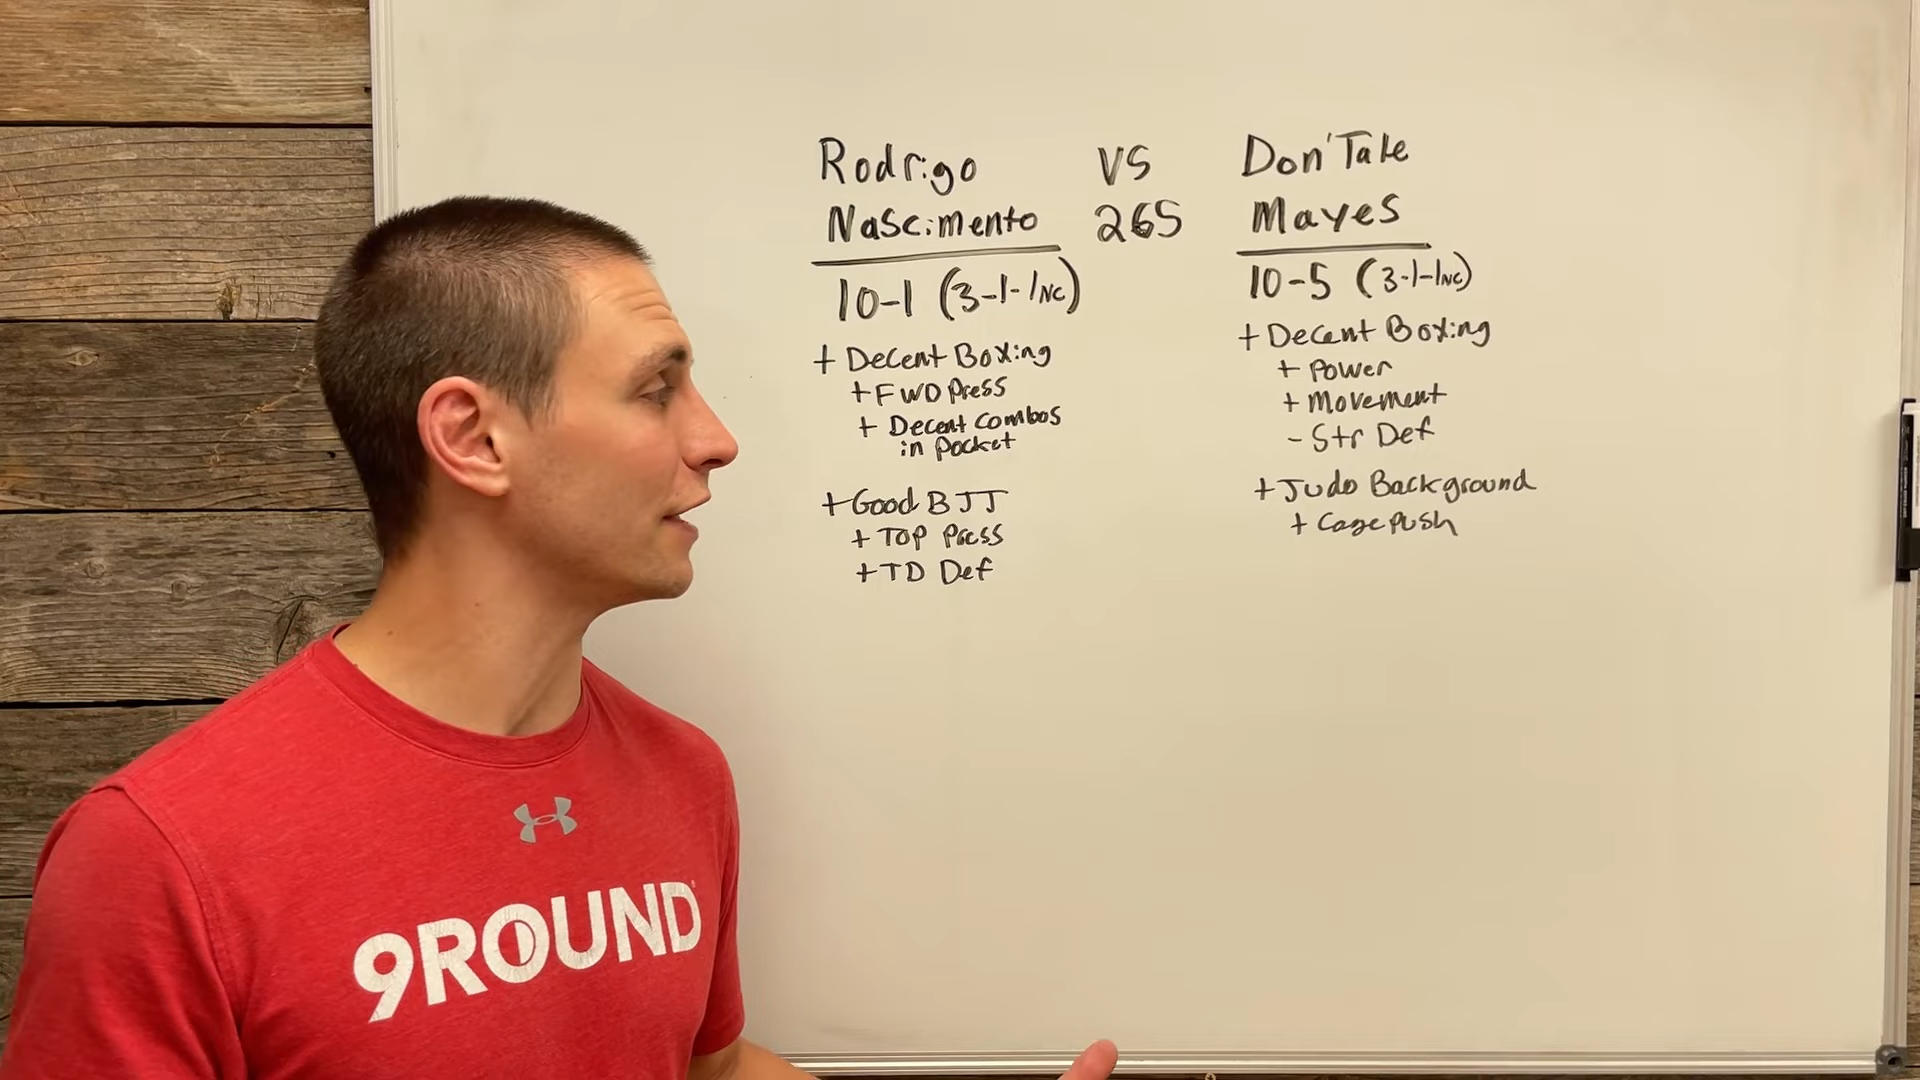 Rodrigo VS Don'Tale
Nascimento 265 Mayes
10-1 (3-1-1NC)
10-5 (3-1-1NC)
+ Decent Boxing
+ FWD Press
+ Decent Combos
in Pocket
+ Good BJJ
+ TOP Press
+ TD Def
+ Decent Boxing
+ Power
+ Movement
- Str Def
+ Judo Background
+ Cage Push
9ROUND